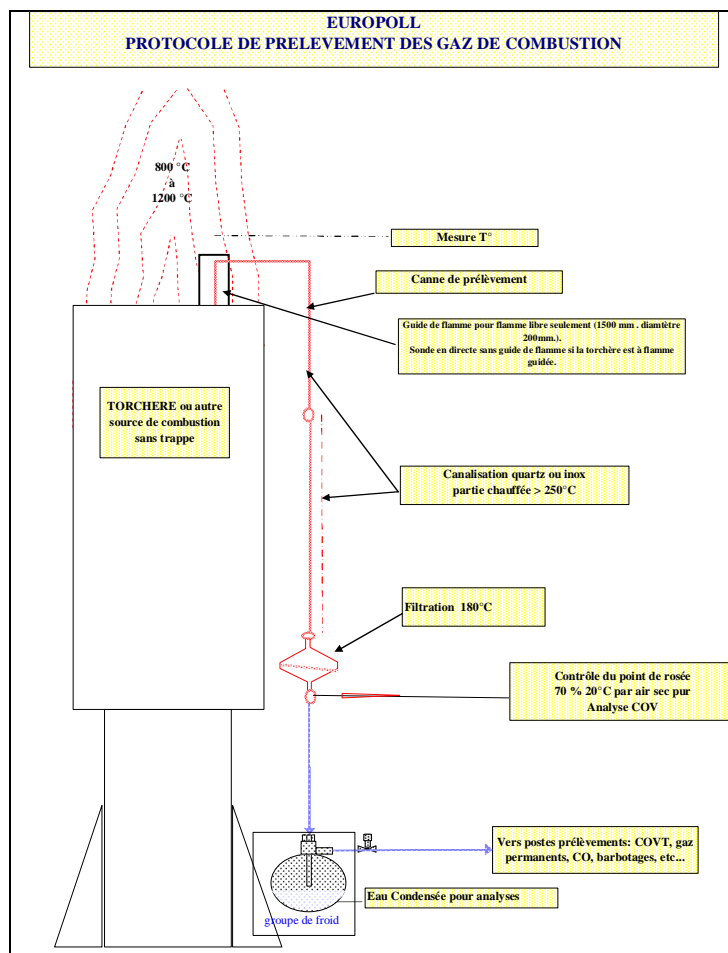 EUROPOLL
PROTOCOLE DE PRELEVEMENT DES GAZ DE COMBUSTION
800 °C
à
1200 °C
Mesure T°
Canne de prélèvement
Guide de flamme pour flamme libre seulement (1500 mm . diamtètre
200mm.).
Sonde en directe sans guide de flamme si la torchère est à flamme
guidée.
TORCHERE ou autre
source de combustion
sans trappe
Canalisation quartz ou inox
partie chauffée > 250°C
Filtration 180°C
Contrôle du point de rosée
70 % 20°C par air sec pur
Analyse COV
Vers postes prélèvements: COVT, gaz
permanents, CO, barbotages, etc...
Eau Condensée pour analyses
groupe de froid